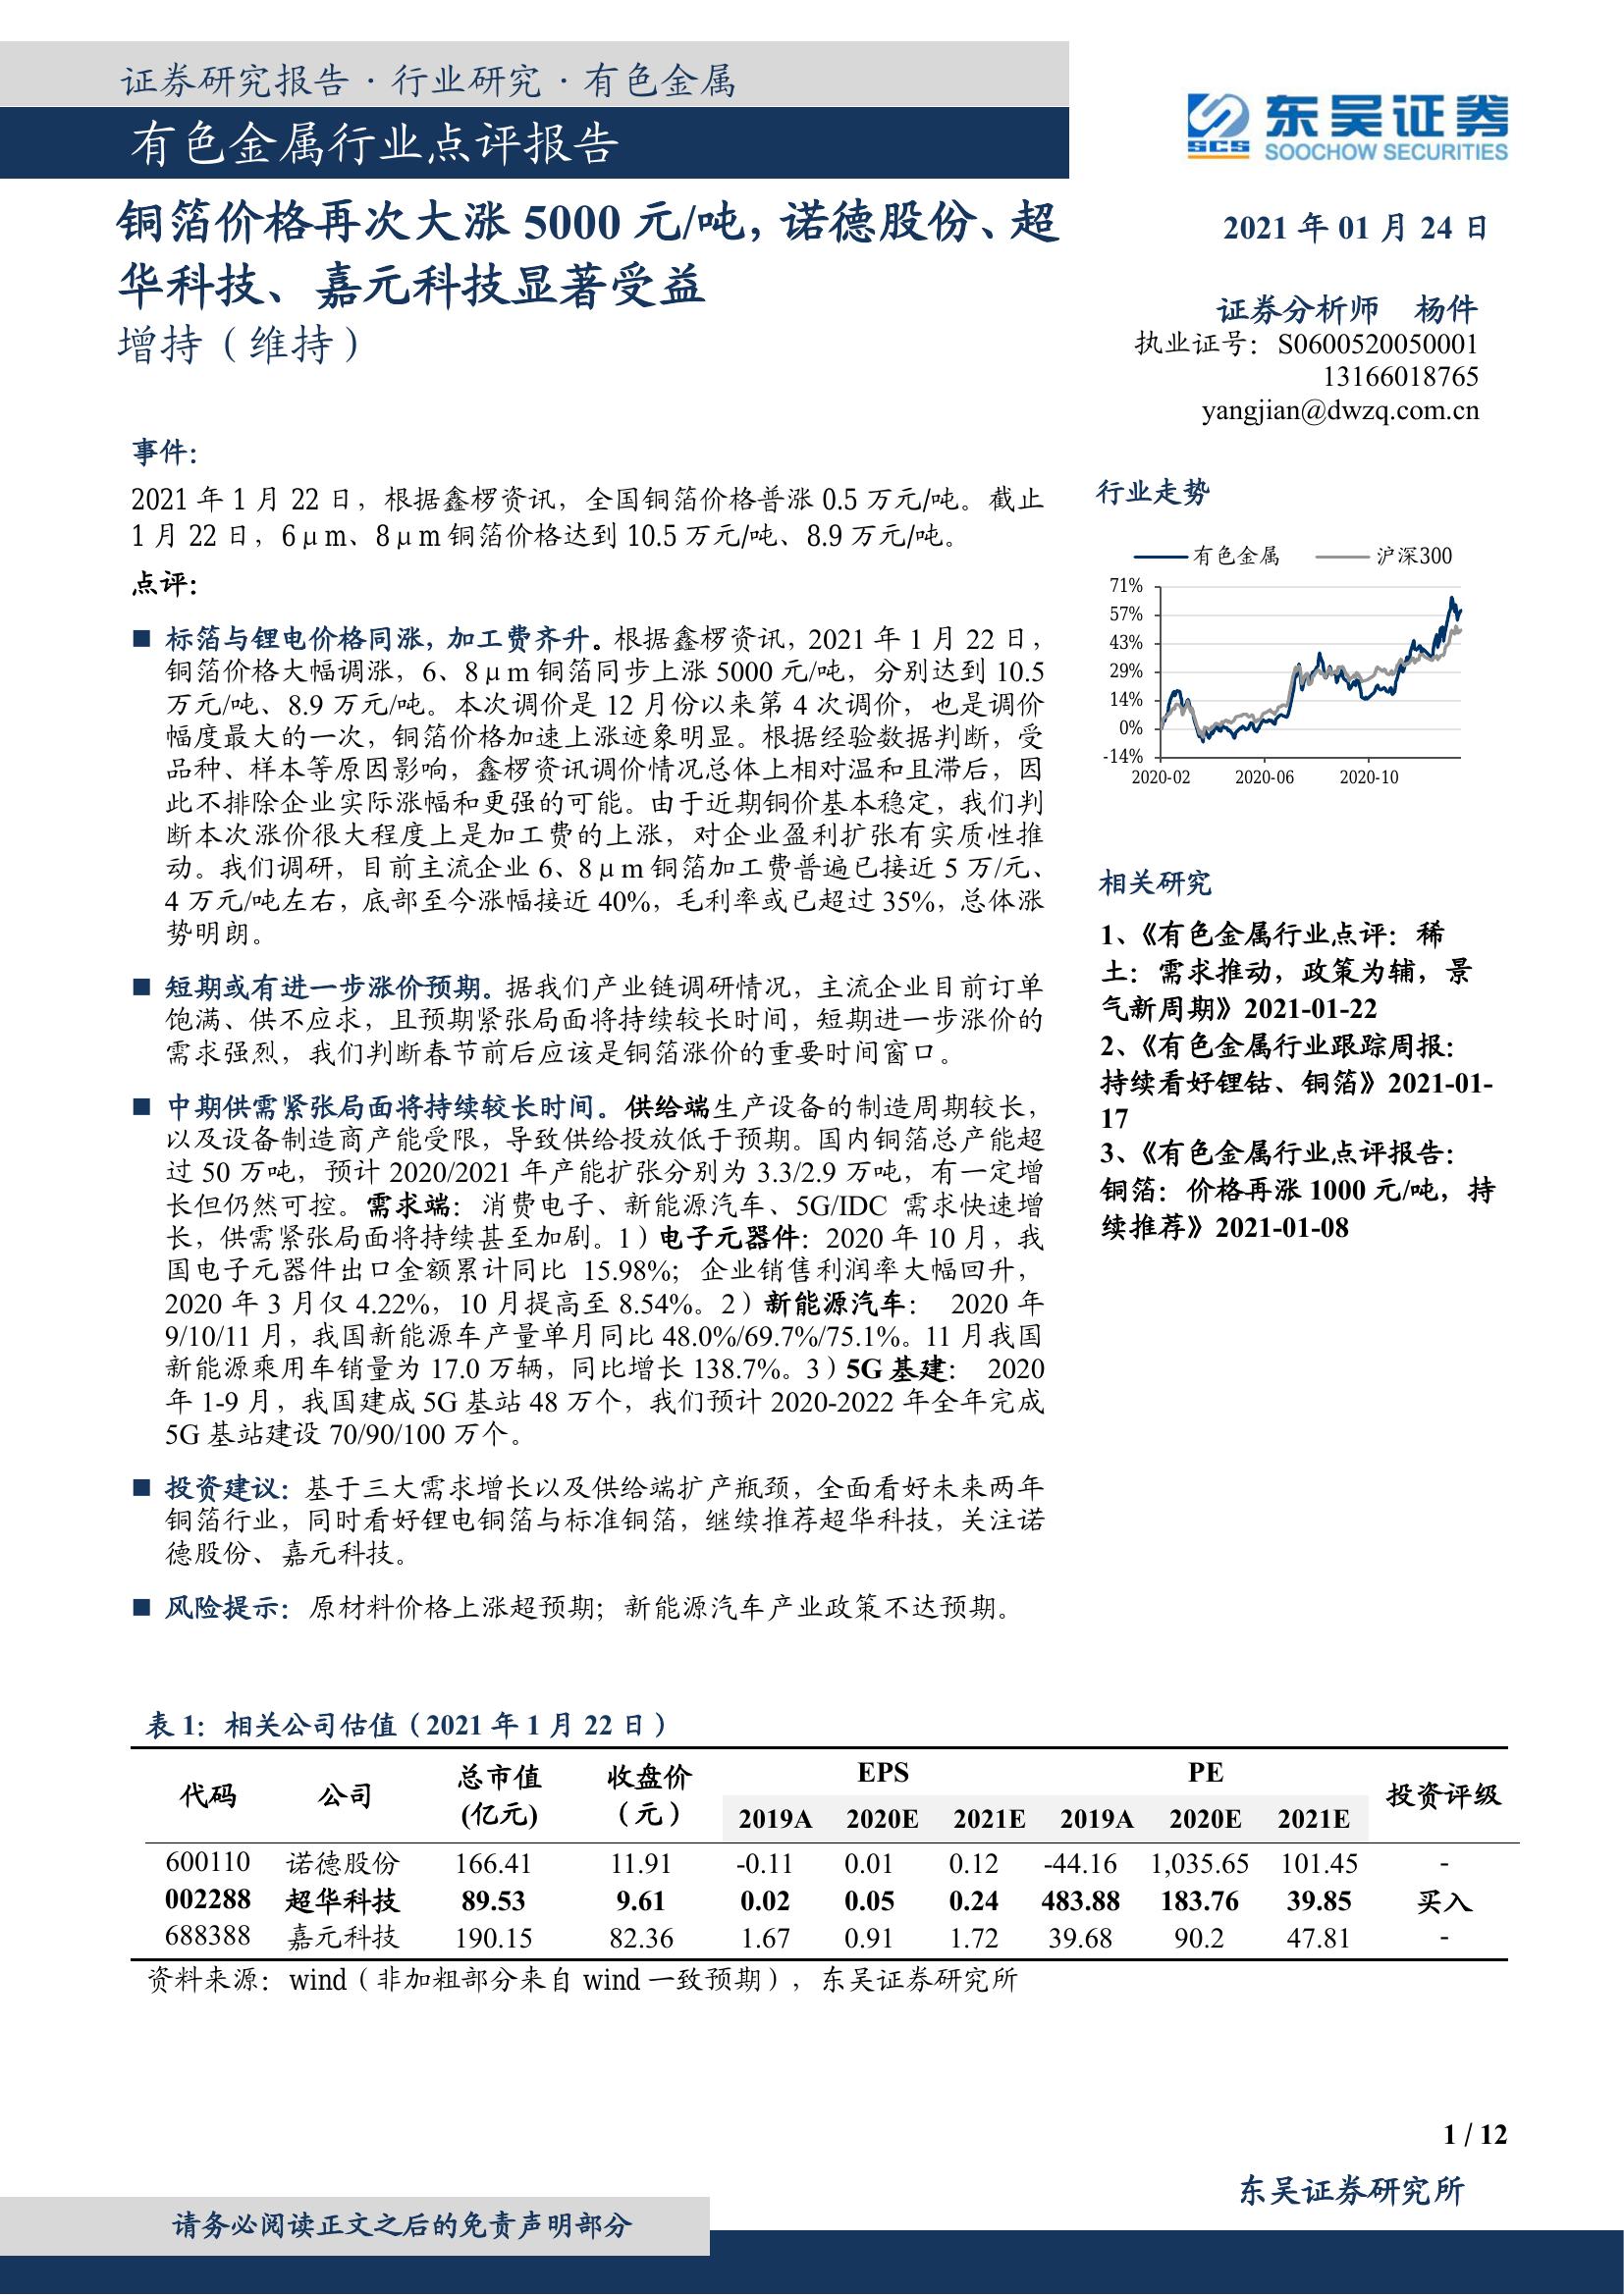 证券研究报告·行业研究·有色金属
有色金属行业点评报告
东吴证券
SCS
SOOCHOW SECURITIES
铜箔价格再次大涨 5000 元/吨，诺德股份、超
华科技、嘉元科技显著受益
增持（维持）
2021 年 01 月 24 日
证券分析师 杨件
执业证号：S0600520050001
13166018765
yangjian@dwzq.com.cn
事件：
2021 年 1 月 22 日，根据鑫椤资讯，全国铜箔价格普涨 0.5 万元/吨。截止
1 月 22 日，6μm、8μm 铜箔价格达到 10.5 万元/吨、8.9 万元/吨。
点评：
■ 标箔与锂电价格同涨，加工费齐升。根据鑫椤资讯，2021 年 1 月 22 日，
铜箔价格大幅调涨，6、8μm 铜箔同步上涨 5000 元/吨，分别达到 10.5
万元/吨、8.9 万元/吨。本次调价是 12 月份以来第 4 次调价，也是调价
幅度最大的一次，铜箔价格加速上涨迹象明显。根据经验数据判断，受
品种、样本等原因影响，鑫椤资讯调价情况总体上相对温和且滞后，因
此不排除企业实际涨幅和更强的可能。由于近期铜价基本稳定，我们判
断本次涨价很大程度上是加工费的上涨，对企业盈利扩张有实质性推
动。我们调研，目前主流企业 6、8μm 铜箔加工费普遍已接近 5 万/元、
4 万元/吨左右，底部至今涨幅接近 40%，毛利率或已超过 35%，总体涨
势明朗。
■ 短期或有进一步涨价预期。据我们产业链调研情况，主流企业目前订单
饱满、供不应求，且预期紧张局面将持续较长时间，短期进一步涨价的
需求强烈，我们判断春节前后应该是铜箔涨价的重要时间窗口。
■ 中期供需紧张局面将持续较长时间。供给端生产设备的制造周期较长，
以及设备制造商产能受限，导致供给投放低于预期。国内铜箔总产能超
过 50 万吨，预计 2020/2021 年产能扩张分别为 3.3/2.9 万吨，有一定增
长但仍然可控。需求端：消费电子、新能源汽车、5G/IDC 需求快速增
长，供需紧张局面将持续甚至加剧。1）电子元器件：2020 年 10 月，我
国电子元器件出口金额累计同比 15.98%；企业销售利润率大幅回升，
2020 年 3 月仅 4.22%，10 月提高至 8.54%。2）新能源汽车： 2020 年
9/10/11 月，我国新能源车产量单月同比 48.0%/69.7%/75.1%。11 月我国
新能源乘用车销量为 17.0 万辆，同比增长 138.7%。3）5G 基建： 2020
年 1-9 月，我国建成 5G 基站 48 万个，我们预计 2020-2022 年全年完成
5G 基站建设 70/90/100 万个。
■ 投资建议：基于三大需求增长以及供给端扩产瓶颈，全面看好未来两年
铜箔行业，同时看好锂电铜箔与标准铜箔，继续推荐超华科技，关注诺
德股份、嘉元科技。
■ 风险提示：原材料价格上涨超预期；新能源汽车产业政策不达预期。
行业走势
有色金属 沪深300
71%
57%
43%
29%
14%
0%
-14%
2020-02 2020-06 2020-10
相关研究
1、《有色金属行业点评：稀
土：需求推动，政策为辅，景
气新周期》2021-01-22
2、《有色金属行业跟踪周报：
持续看好锂钴、铜箔》2021-01-
17
3、《有色金属行业点评报告：
铜箔：价格再涨 1000 元/吨，持
续推荐》2021-01-08
表 1：相关公司估值（2021 年 1 月 22 日）
代码 公司 总市值 收盘价 EPS PE 投资评级
(亿元) （元） 2019A 2020E 2021E 2019A 2020E 2021E
600110 诺德股份 166.41 11.91 -0.11 0.01 0.12 -44.16 1,035.65 101.45 -
002288 超华科技 89.53 9.61 0.02 0.05 0.24 483.88 183.76 39.85 买入
688388 嘉元科技 190.15 82.36 1.67 0.91 1.72 39.68 90.2 47.81 -
资料来源：wind（非加粗部分来自 wind 一致预期），东吴证券研究所
1 / 12
东吴证券研究所
请务必阅读正文之后的免责声明部分